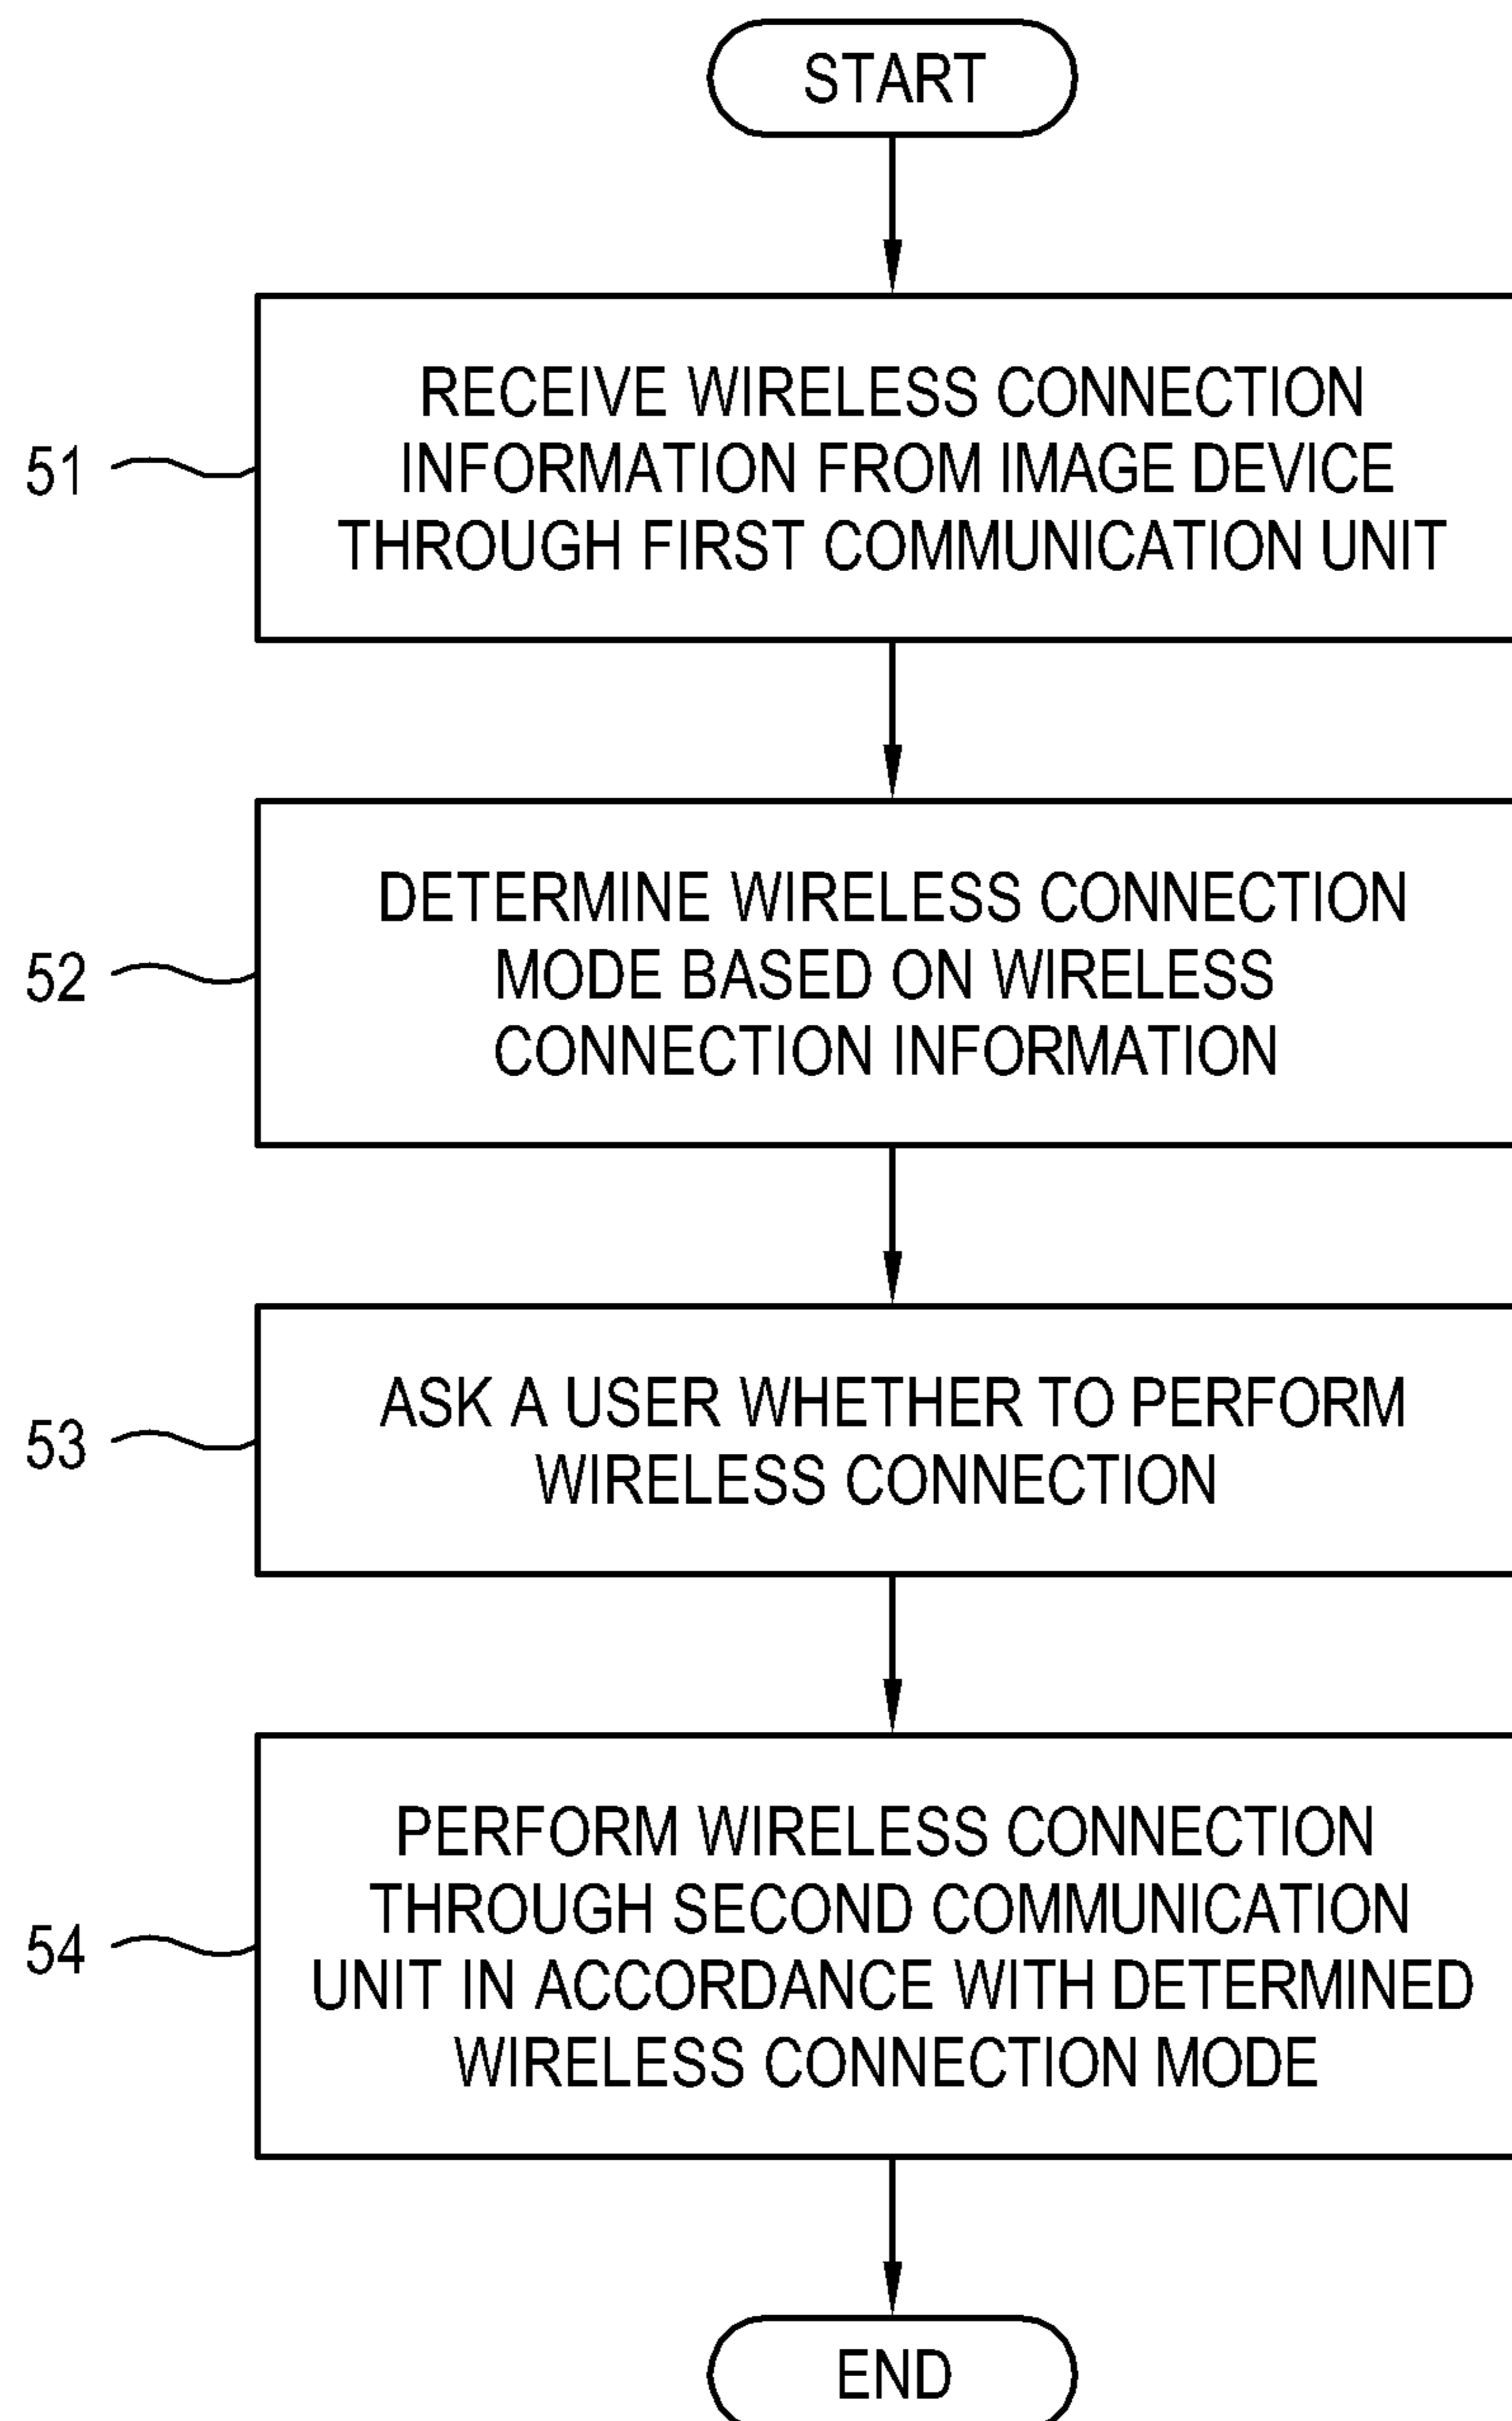 START
51
RECEIVE WIRELESS CONNECTION
INFORMATION FROM IMAGE DEVICE
THROUGH FIRST COMMUNICATION UNIT
52
DETERMINE WIRELESS CONNECTION
MODE BASED ON WIRELESS
CONNECTION INFORMATION
53
ASK A USER WHETHER TO PERFORM
WIRELESS CONNECTION
54
PERFORM WIRELESS CONNECTION
THROUGH SECOND COMMUNICATION
UNIT IN ACCORDANCE WITH DETERMINED
WIRELESS CONNECTION MODE
END